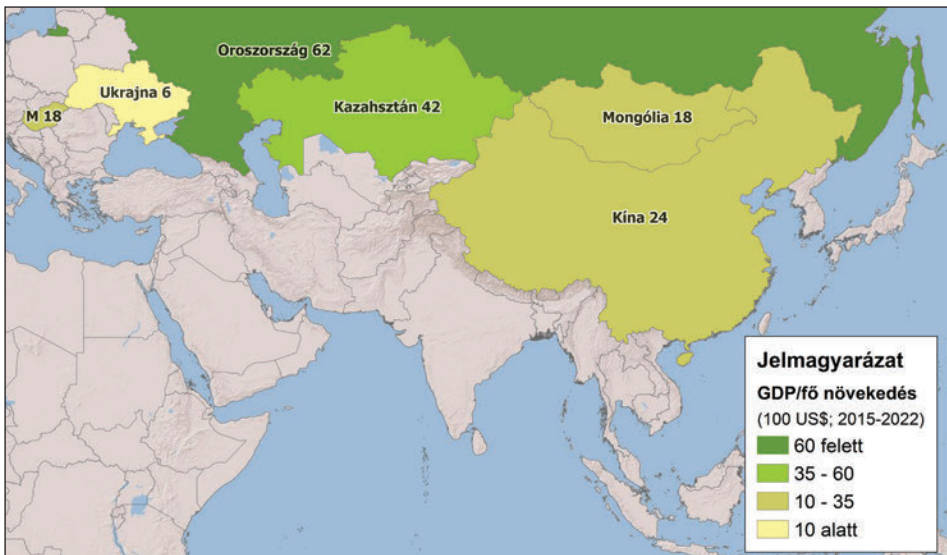 Oroszország 62
Ukrajna 6
Kazahsztán 42
M 18
Mongólia 18
Kína 24
Jelmagyarázat
GDP/fő növekedés
(100 US$; 2015-2022)
60 felett
35 - 60
10 - 35
10 alatt